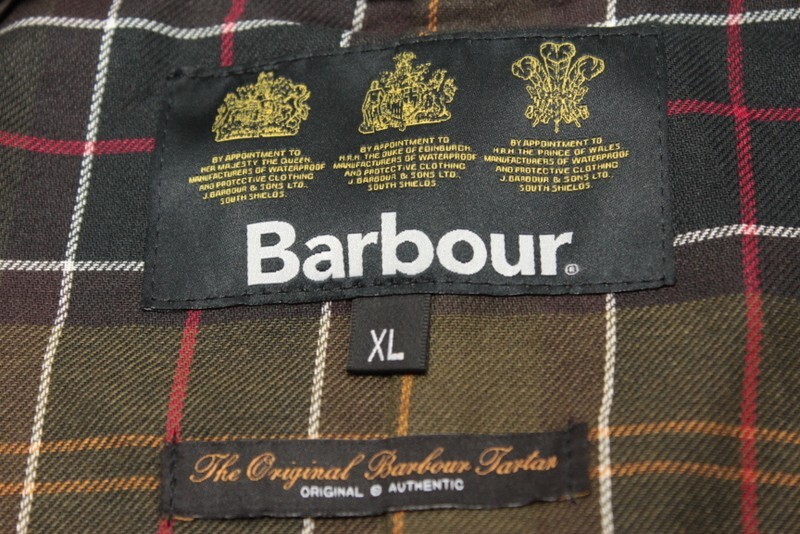 BY APPOINTMENT TO
HER MAJESTY THE QUEEN
MANUFACTURERS OF WATERPROOF
AND PROTECTIVE CLOTHING
J. BARBOUR & SONS LTD.
SOUTH SHIELDS.
BY APPOINTMENT TO
H.R.H. THE DUKE OF EDINBURGH
MANUFACTURERS OF WATERPROOF
AND PROTECTIVE CLOTHING
J. BARBOUR & SONS LTD.
SOUTH SHIELDS
BY APPOINTMENT TO
H.R.H. THE PRINCE OF WALES
MANUFACTURERS OF WATERPROOF
AND PROTECTIVE CLOTHING
J. BARBOUR & SONS LTD.
SOUTH SHIELDS
Barbour®
XL
The Original Barbour Tartan
ORIGINAL & AUTHENTIC